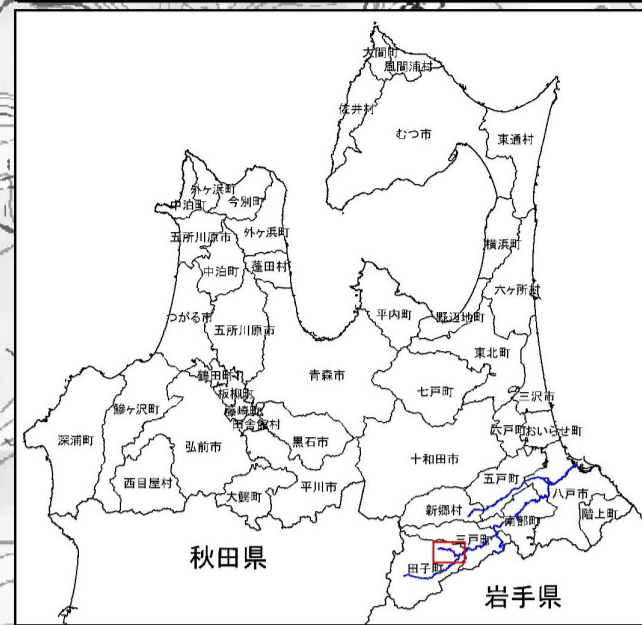 大間町
風間浦村
佐井村
むつ市
東通村
外ヶ浜町
今別町
中泊町
五所川原市
外ヶ浜町
横浜町
中泊町
蓬田村
六ヶ所村
つがる市
五所川原市
平内町
野辺地町
東北町
鶴田町
青森市
七戸町
板柳町
三沢市
鰺ヶ沢町
藤崎町
田舎館村
六戸町
おいらせ町
深浦町
弘前市
黒石市
十和田市
西目屋村
大鰐町
平川市
五戸町
八戸市
新郷村
南部町
階上町
三戸町
田子町
秋田県
岩手県